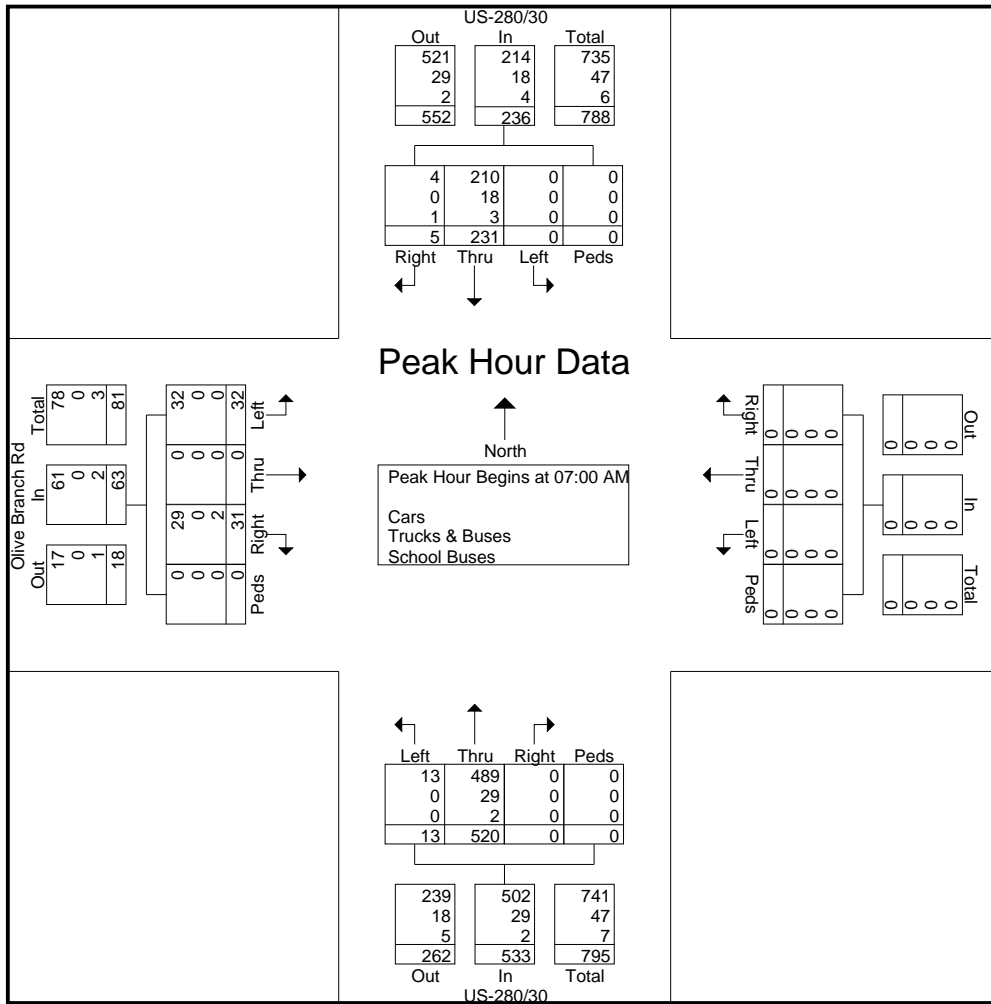 US-280/30
Out In Total
521 214 735
29 18 47
2 4 6
552 236 788
4 210 0 0
0 18 0 0
1 3 0 0
5 231 0 0
Right Thru Left Peds
Peak Hour Data
North
Peak Hour Begins at 07:00 AM
Cars
Trucks & Buses
School Buses
Olive Branch Rd
Total
78 0 3 81
In
61 0 2 63
Out
17 0 1 18
Left
32 0 0 32
Thru
0 0 0 0
Right
29 0 2 31
Peds
0 0 0 0
Right
0 0 0 0
Thru
0 0 0 0
Left
0 0 0 0
Peds
0 0 0 0
Out
0 0 0 0
In
0 0 0 0
Total
0 0 0 0
Left Thru Right Peds
13 489 0 0
0 29 0 0
0 2 0 0
13 520 0 0
239 502 741
18 29 47
5 2 7
262 533 795
Out In Total
US-280/30